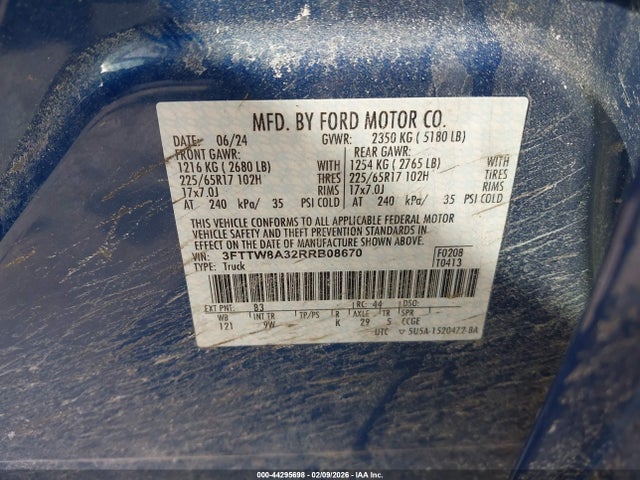 MFD. BY FORD MOTOR CO.
DATE: 06/24 GVWR: 2350 KG ( 5180 LB)
FRONT GAWR: REAR GAWR:
1216 KG ( 2680 LB) WITH 1254 KG ( 2765 LB) WITH
225/65R17 102H TIRES 225/65R17 102H TIRES
17x7.0J RIMS 17x7.0J RIMS
AT 240 kPa/ 35 PSI COLD AT 240 kPa/ 35 PSI COLD
THIS VEHICLE CONFORMS TO ALL APPLICABLE FEDERAL MOTOR
VEHICLE SAFETY AND THEFT PREVENTION STANDARDS IN EFFECT ON
THE DATE OF MANUFACTURE SHOWN ABOVE.
VIN: 3FTTW8A32RRB08670 F0208
TYPE: Truck T0413
EXT PNT: B3 RC: 44 DSO:
WB INT TR TP/PS R AXLE TR SPR
121 9W K 29 S CCGE
UTC ▽ 5U5A-1520472-BA
000-44295698 - 02/09/2026 - IAA Inc.